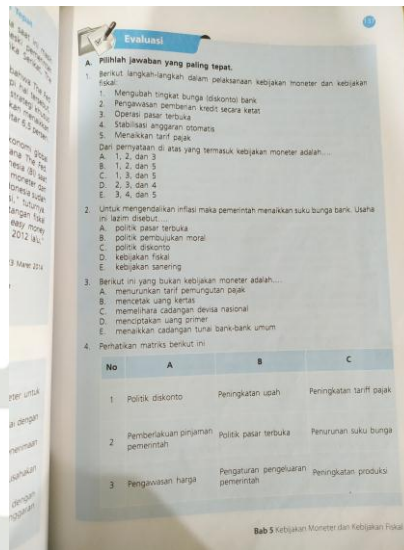 Evaluasi
A. Pilihlah jawaban yang paling tepat.
1. Berikut langkah-langkah dalam pelaksanaan kebijakan moneter dan kebijakan
fiskal:
1. Mengubah tingkat bunga (diskonto) bank
2. Pengawasan pemberian kredit secara ketat
3. Operasi pasar terbuka
4. Stabilisasi anggaran otomatis
5. Menaikkan tarif pajak
Dari pernyataan di atas yang termasuk kebijakan moneter adalah....
A. 1, 2, dan 3
B. 1, 2, dan 5
C. 1, 3, dan 5
D. 2, 3, dan 4
E. 3, 4, dan 5
2. Untuk mengendalikan inflasi maka pemerintah menaikkan suku bunga bank. Usaha
ini lazim disebut....
A. politik pasar terbuka
B. politik pembujukan moral
C. politik diskonto
D. kebijakan fiskal
E. kebijakan sanering
3. Berikut ini yang bukan kebijakan moneter adalah....
A. menurunkan tarif pemungutan pajak
B. mencetak uang kertas
C. memelihara cadangan devisa nasional
D. menciptakan uang primer
E. menaikkan cadangan tunai bank-bank umum
4. Perhatikan matriks berikut ini
No A B C
1 Politik diskonto Peningkatan upah Peningkatan tariff pajak
2 Pemberlakuan pinjaman pemerintah Politik pasar terbuka Penurunan suku bunga
3 Pengawasan harga Pengaturan pengeluaran pemerintah Peningkatan produksi
Bab 5 Kebijakan Moneter dan Kebijakan Fiskal